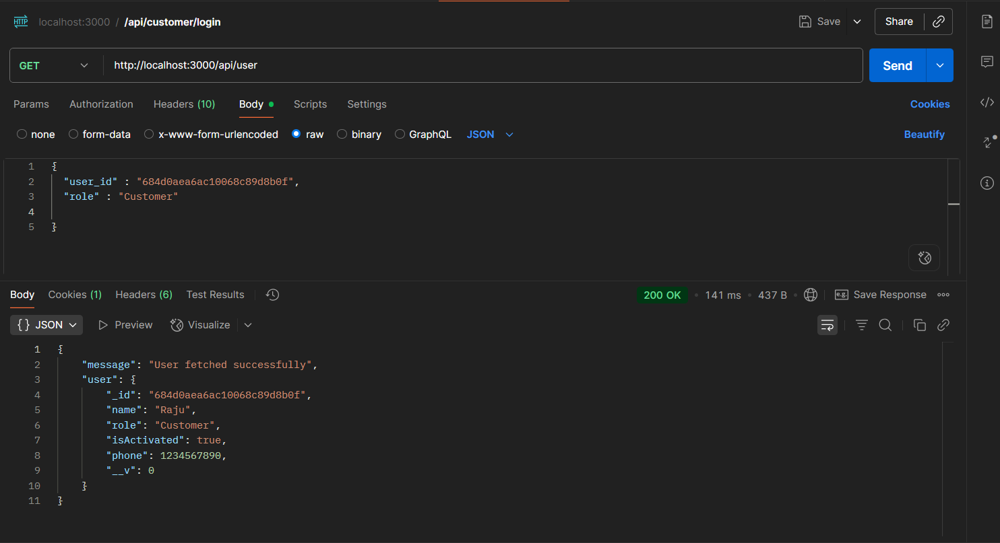 HTTP localhost:3000 / /api/customer/login Save Share
GET http://localhost:3000/api/user Send
Params Authorization Headers (10) Body Scripts Settings Cookies
none form-data x-www-form-urlencoded raw binary GraphQL JSON Beautify
1 {
2 "user_id" : "684d0aea6ac10068c89d8b0f",
3 "role" : "Customer"
4
5 }
Body Cookies (1) Headers (6) Test Results 200 OK • 141 ms • 437 B • e.g. Save Response
{} JSON Preview Visualize
1 {
2 "message": "User fetched successfully",
3 "user": {
4 "_id": "684d0aea6ac10068c89d8b0f",
5 "name": "Raju",
6 "role": "Customer",
7 "isActivated": true,
8 "phone": 1234567890,
9 "__v": 0
10 }
11 }